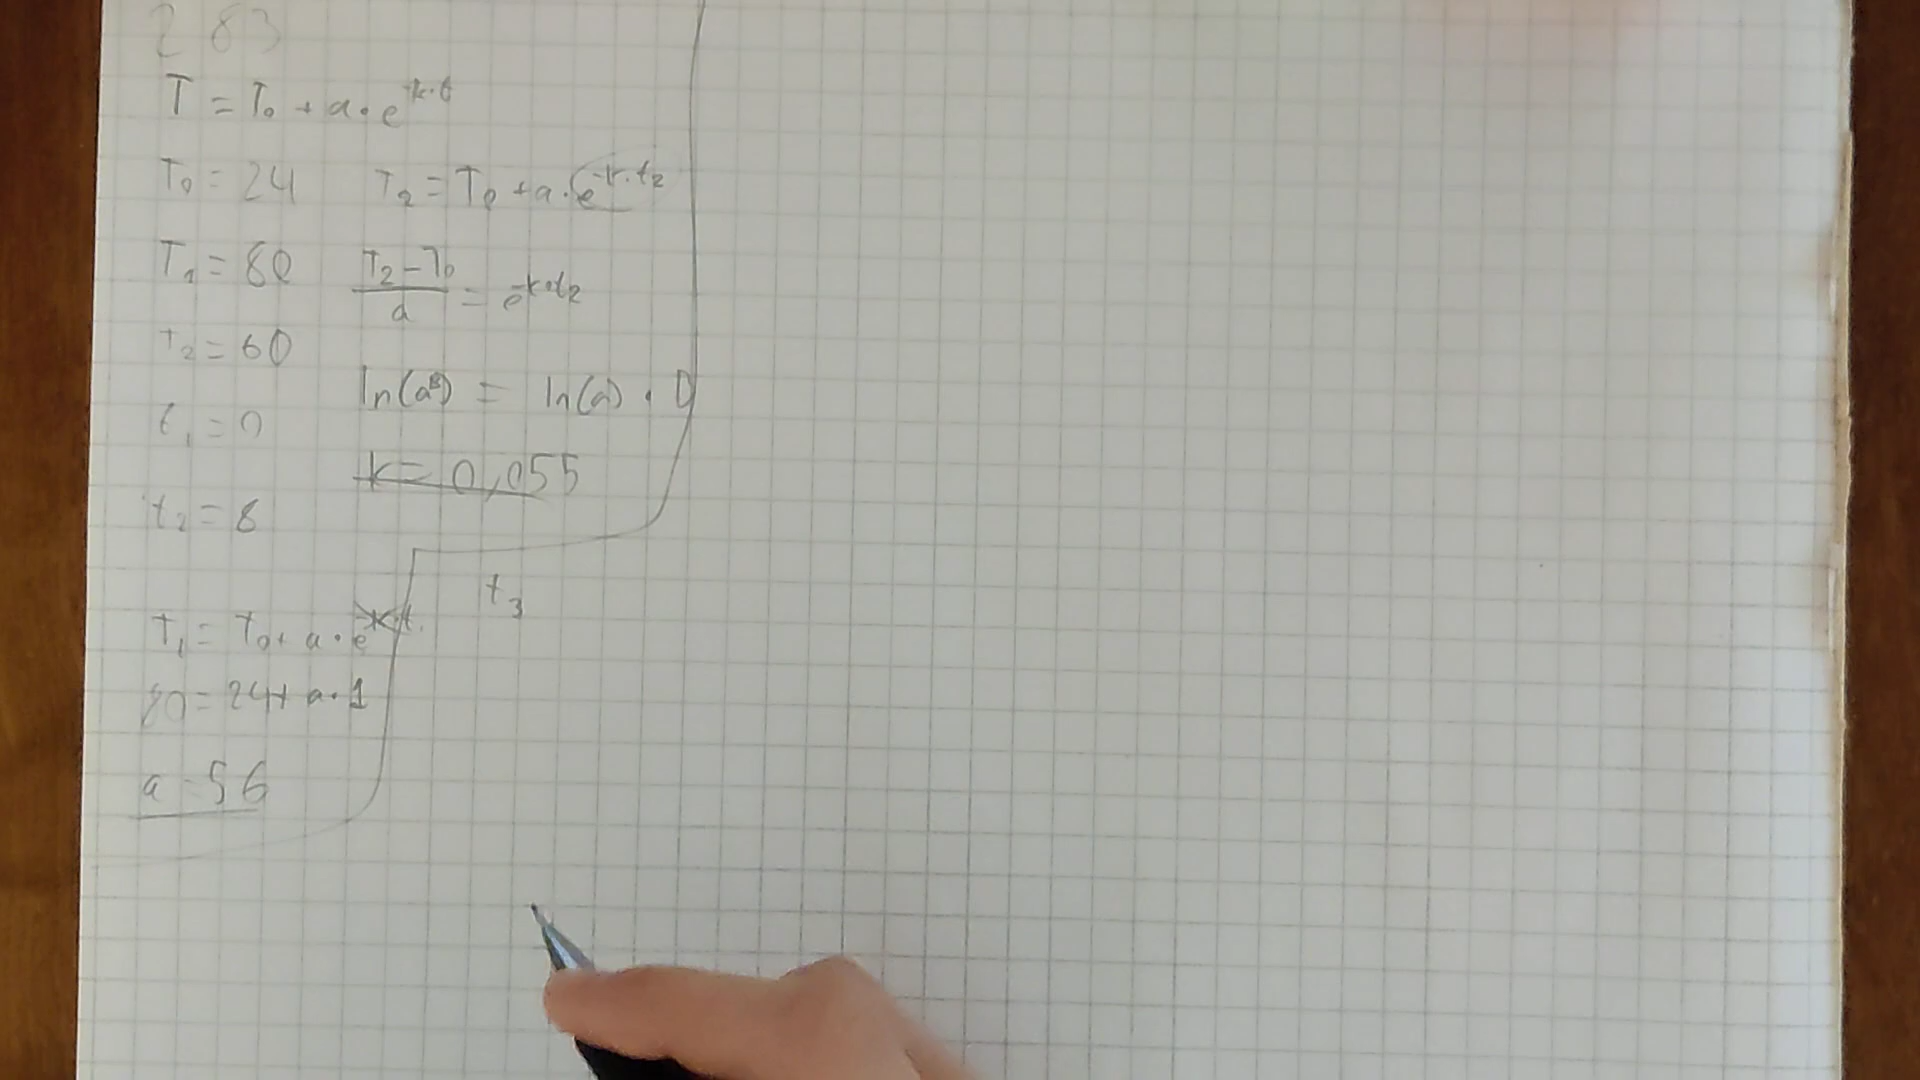 283
T = T₀ + a·e^-k·t
T₀ = 24
T₁ = 80
T₂ = 60
t₁ = 0
t₂ = 8
T₁ = T₀ + a·e^-k·t
80 = 24 + a·1
a = 56
T₂ = T₀ + a·e^-k·t₂
(T₂ - T₀)/a = e^-k·t₂
ln(a^B) = ln(a)·
k = 0,055
t₃